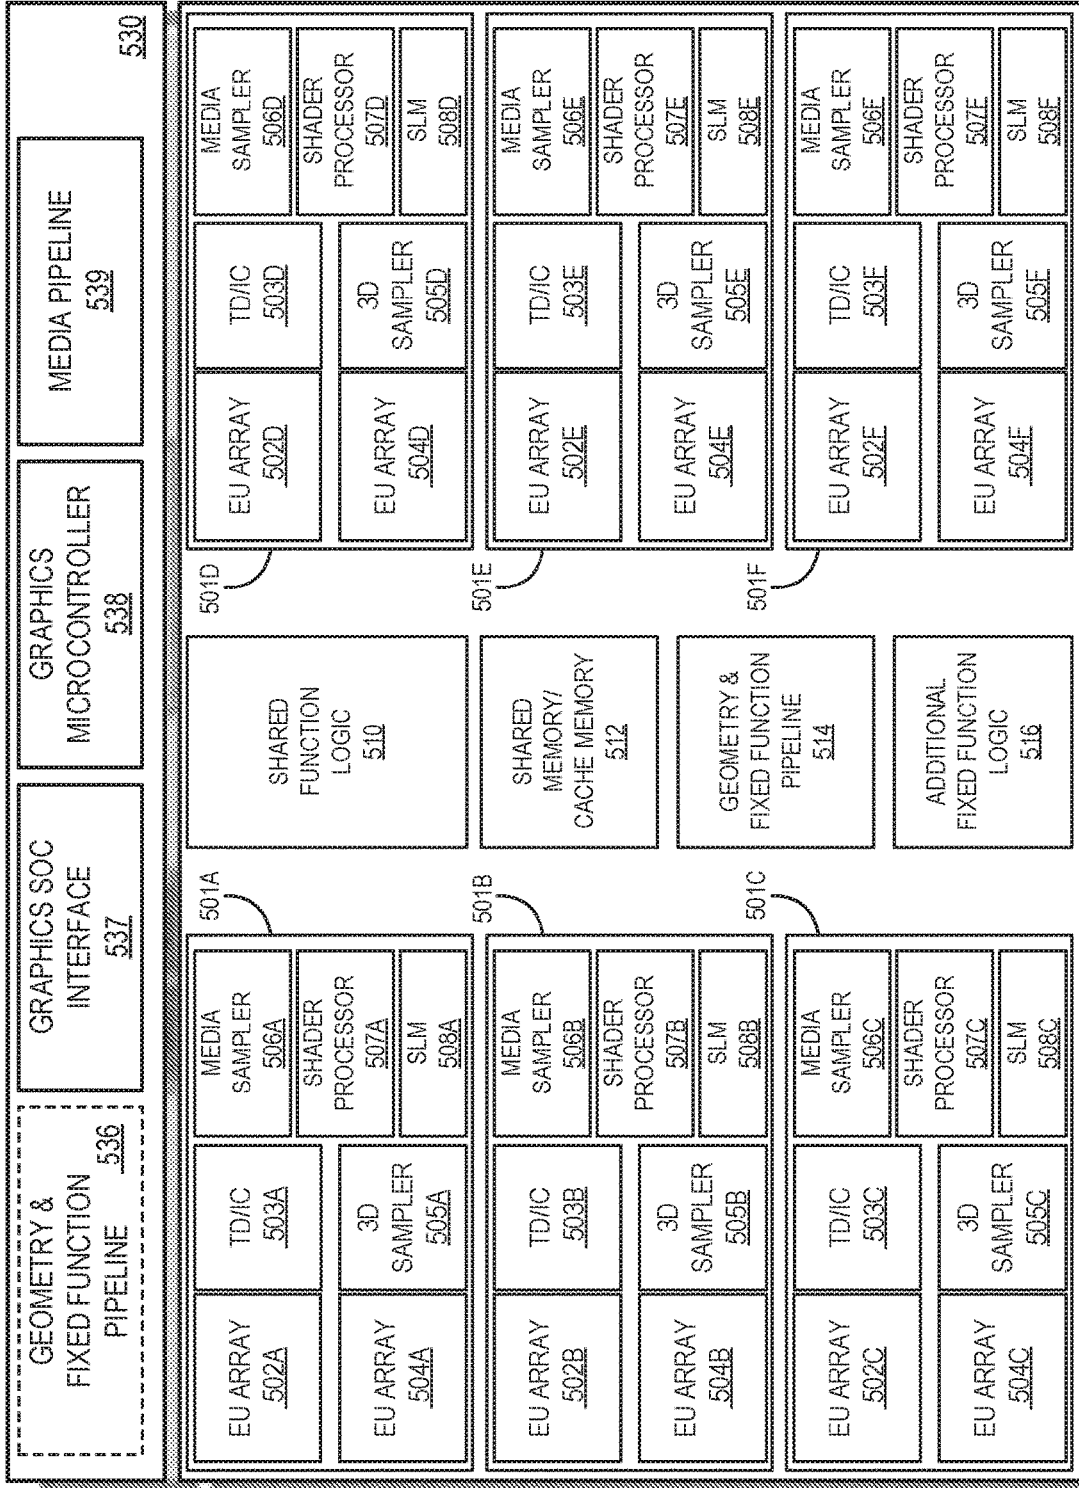 GEOMETRY &
FIXED FUNCTION
PIPELINE
536
GRAPHICS SOC
INTERFACE
537
GRAPHICS
MICROCONTROLLER
538
MEDIA PIPELINE
539
530
501A
EU ARRAY
502A
TD/IC
503A
MEDIA
SAMPLER
506A
SHADER
PROCESSOR
507A
EU ARRAY
504A
3D
SAMPLER
505A
SLM
508A
SHARED
FUNCTION
LOGIC
510
501D
EU ARRAY
502D
TD/IC
503D
MEDIA
SAMPLER
506D
SHADER
PROCESSOR
507D
EU ARRAY
504D
3D
SAMPLER
505D
SLM
508D
501B
EU ARRAY
502B
TD/IC
503B
MEDIA
SAMPLER
506B
SHADER
PROCESSOR
507B
EU ARRAY
504B
3D
SAMPLER
505B
SLM
508B
SHARED
MEMORY/
CACHE MEMORY
512
501E
EU ARRAY
502E
TD/IC
503E
MEDIA
SAMPLER
506E
SHADER
PROCESSOR
507E
EU ARRAY
504E
3D
SAMPLER
505E
SLM
508E
GEOMETRY &
FIXED FUNCTION
PIPELINE
514
501C
EU ARRAY
502C
TD/IC
503C
MEDIA
SAMPLER
506C
SHADER
PROCESSOR
507C
EU ARRAY
504C
3D
SAMPLER
505C
SLM
508C
ADDITIONAL
FIXED FUNCTION
LOGIC
516
501F
EU ARRAY
502F
TD/IC
503F
MEDIA
SAMPLER
506F
SHADER
PROCESSOR
507F
EU ARRAY
504F
3D
SAMPLER
505F
SLM
508F